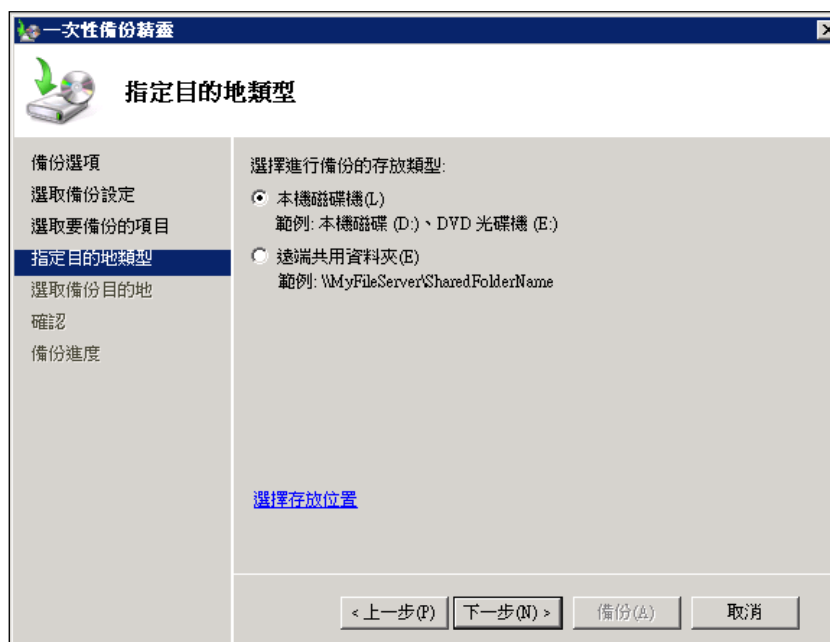 一次性備份精靈
指定目的地類型
備份選項
選取備份設定
選取要備份的項目
指定目的地類型
選取備份目的地
確認
備份進度
選擇進行備份的存放類型:
本機磁碟機(L)
範例: 本機磁碟 (D:)、DVD 光碟機 (E:)
遠端共用資料夾(E)
範例: \\MyFileServer\SharedFolderName
選擇存放位置
< 上一步(P) 下一步(N) > 備份(A) 取消